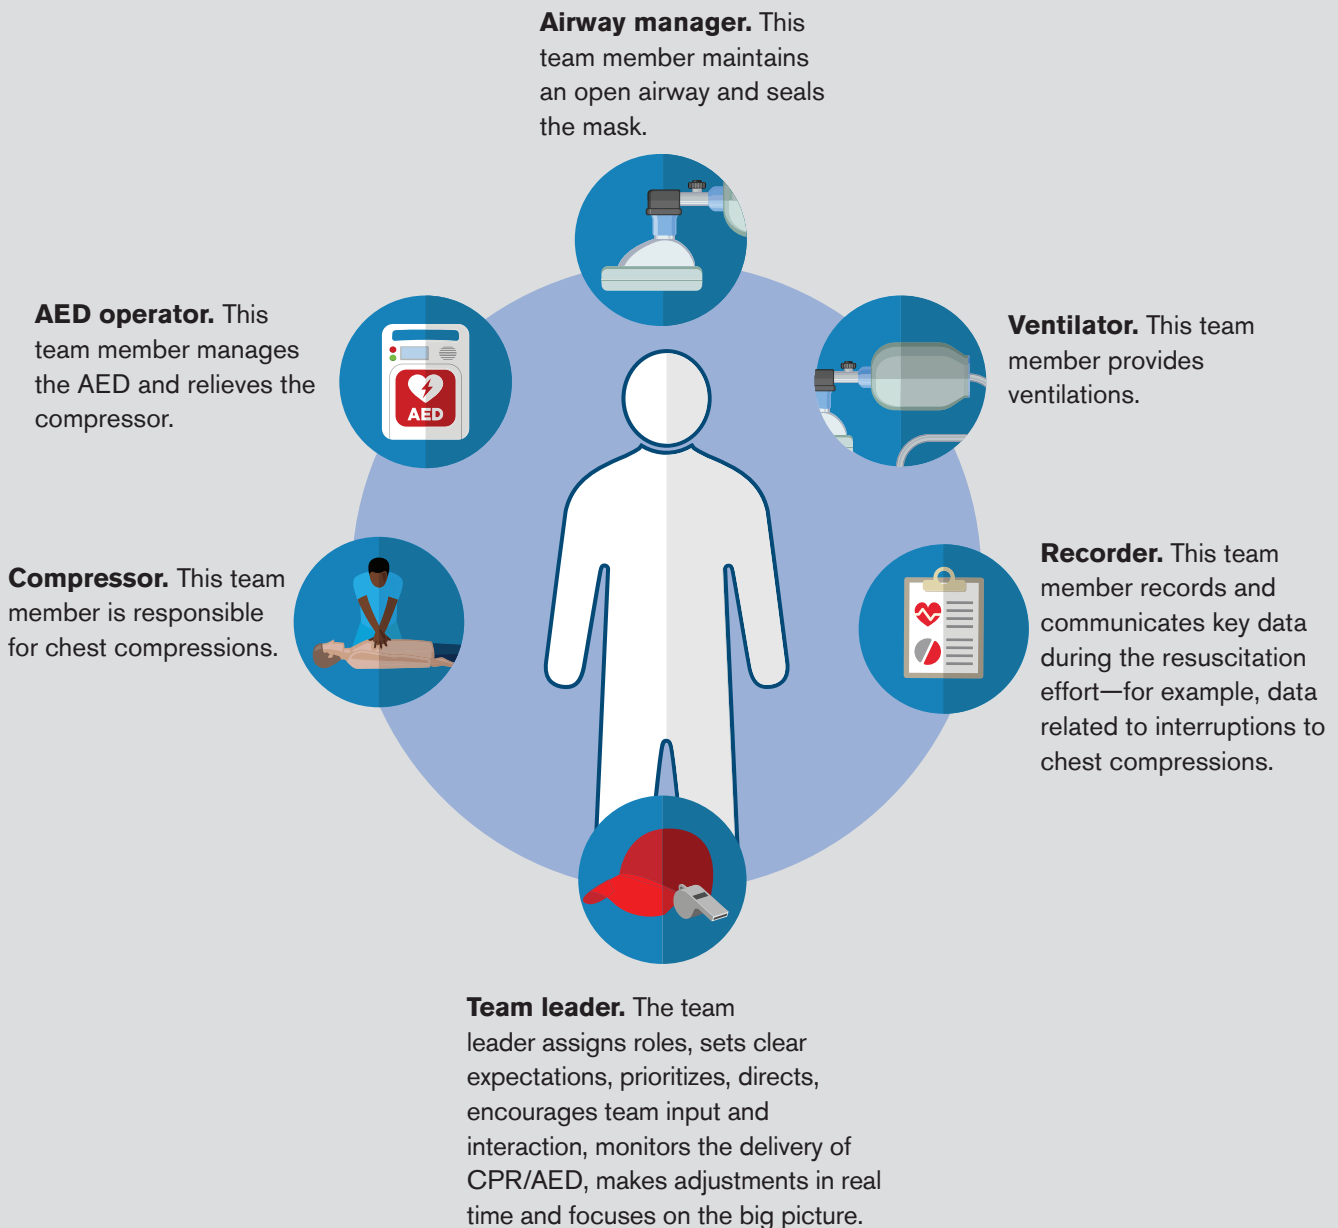 Airway manager. This
team member maintains
an open airway and seals
the mask.
AED operator. This
team member manages
the AED and relieves the
compressor.
AED
Ventilator. This team
member provides
ventilations.
Compressor. This team
member is responsible
for chest compressions.
Recorder. This team
member records and
communicates key data
during the resuscitation
effort—for example, data
related to interruptions to
chest compressions.
Team leader. The team
leader assigns roles, sets clear
expectations, prioritizes, directs,
encourages team input and
interaction, monitors the delivery of
CPR/AED, makes adjustments in real
time and focuses on the big picture.